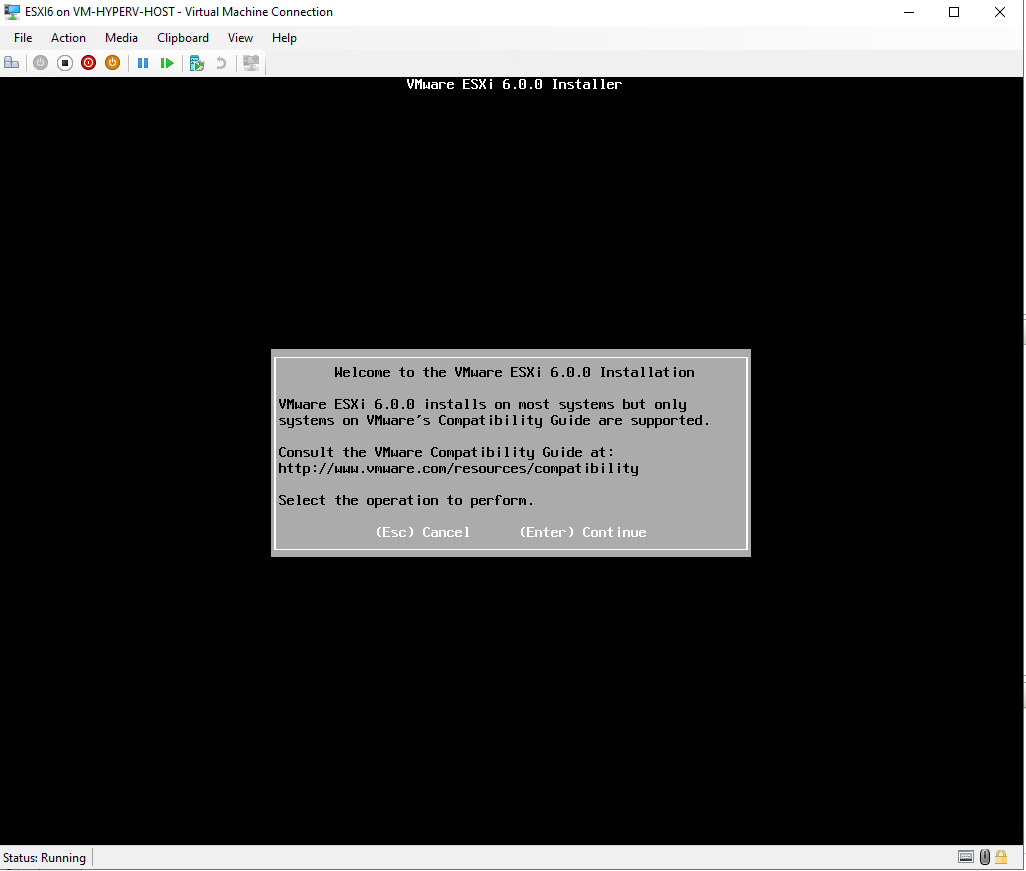 ESXI6 on VM-HYPERV-HOST - Virtual Machine Connection
File Action Media Clipboard View Help
VMware ESXi 6.0.0 Installer
Welcome to the VMware ESXi 6.0.0 Installation
VMware ESXi 6.0.0 installs on most systems but only
systems on VMware's Compatibility Guide are supported.
Consult the VMware Compatibility Guide at:
http://www.vmware.com/resources/compatibility
Select the operation to perform.
(Esc) Cancel (Enter) Continue
Status: Running